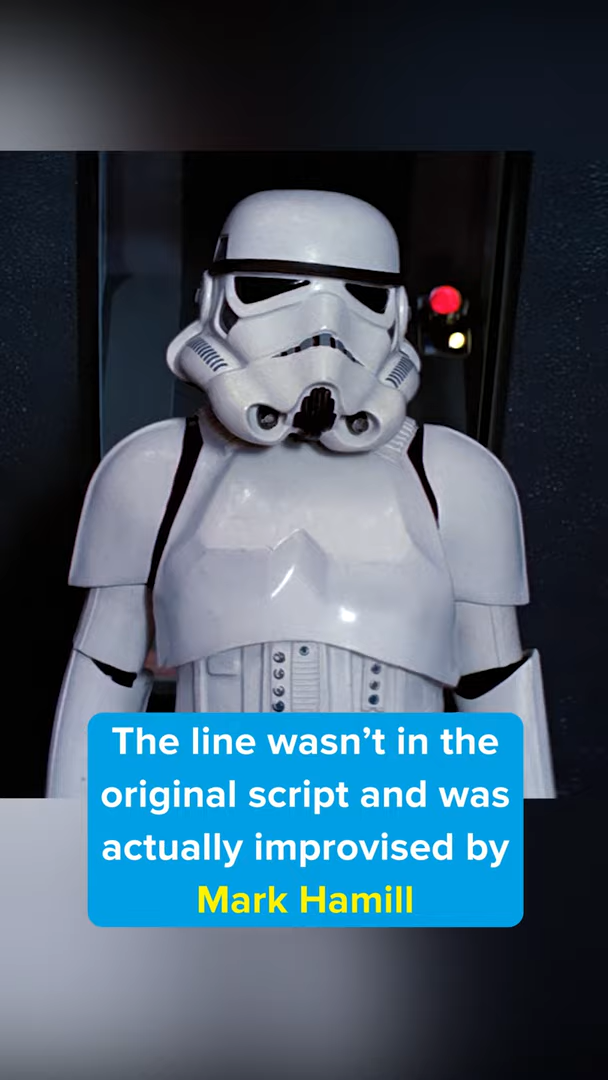 The line wasn’t in the
original script and was
actually improvised by
Mark Hamill